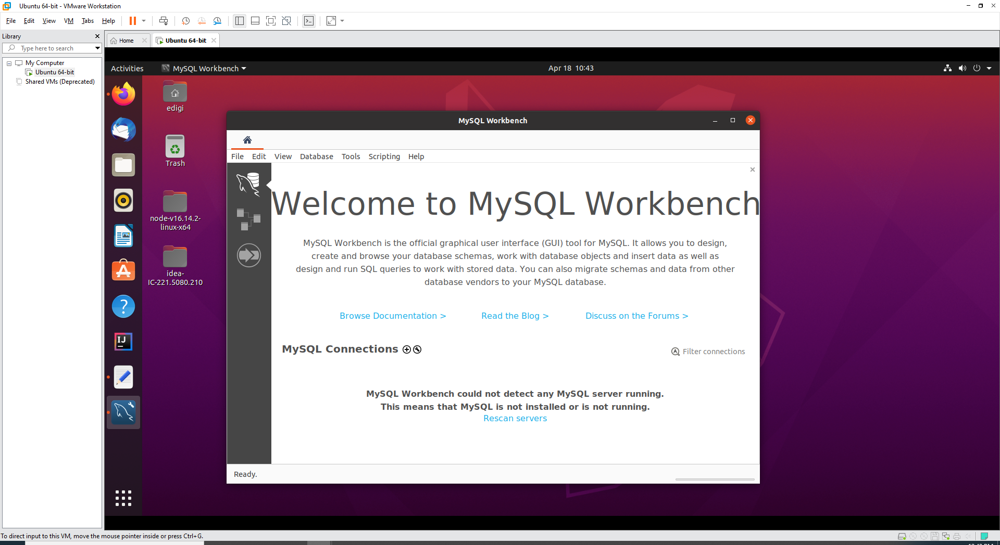 Ubuntu 64-bit - VMware Workstation
File Edit View VM Tabs Help
Library
Type here to search
My Computer
Ubuntu 64-bit
Shared VMs (Deprecated)
Home
Ubuntu 64-bit
Activities
MySQL Workbench
Apr 18 10:43
edigi
Trash
node-v16.14.2-
linux-x64
idea-
IC-221.5080.210
IJ
MySQL Workbench
File Edit View Database Tools Scripting Help
Welcome to MySQL Workbench
MySQL Workbench is the official graphical user interface (GUI) tool for MySQL. It allows you to design,
create and browse your database schemas, work with database objects and insert data as well as
design and run SQL queries to work with stored data. You can also migrate schemas and data from other
database vendors to your MySQL database.
Browse Documentation >
Read the Blog >
Discuss on the Forums >
MySQL Connections
Filter connections
MySQL Workbench could not detect any MySQL server running.
This means that MySQL is not installed or is not running.
Rescan servers
Ready.
To direct input to this VM, move the mouse pointer inside or press Ctrl+G.